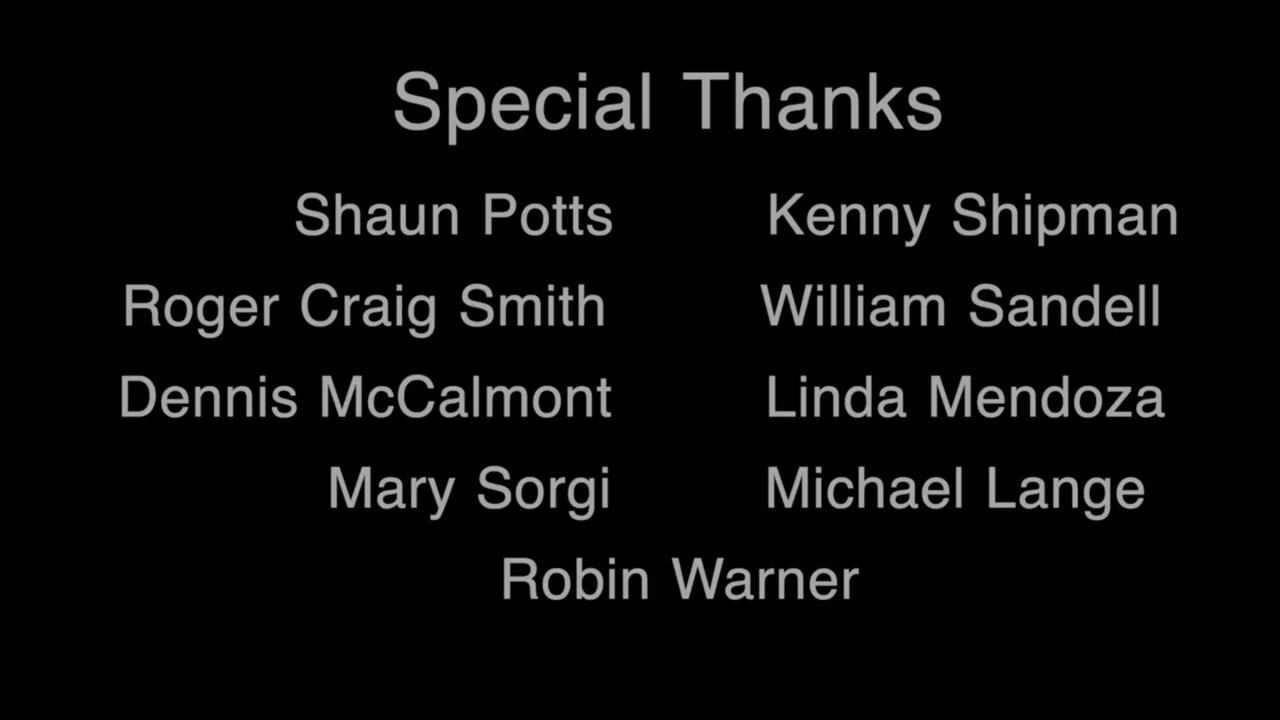 Special Thanks
Shaun Potts Kenny Shipman
Roger Craig Smith William Sandell
Dennis McCalmont Linda Mendoza
Mary Sorgi Michael Lange
Robin Warner